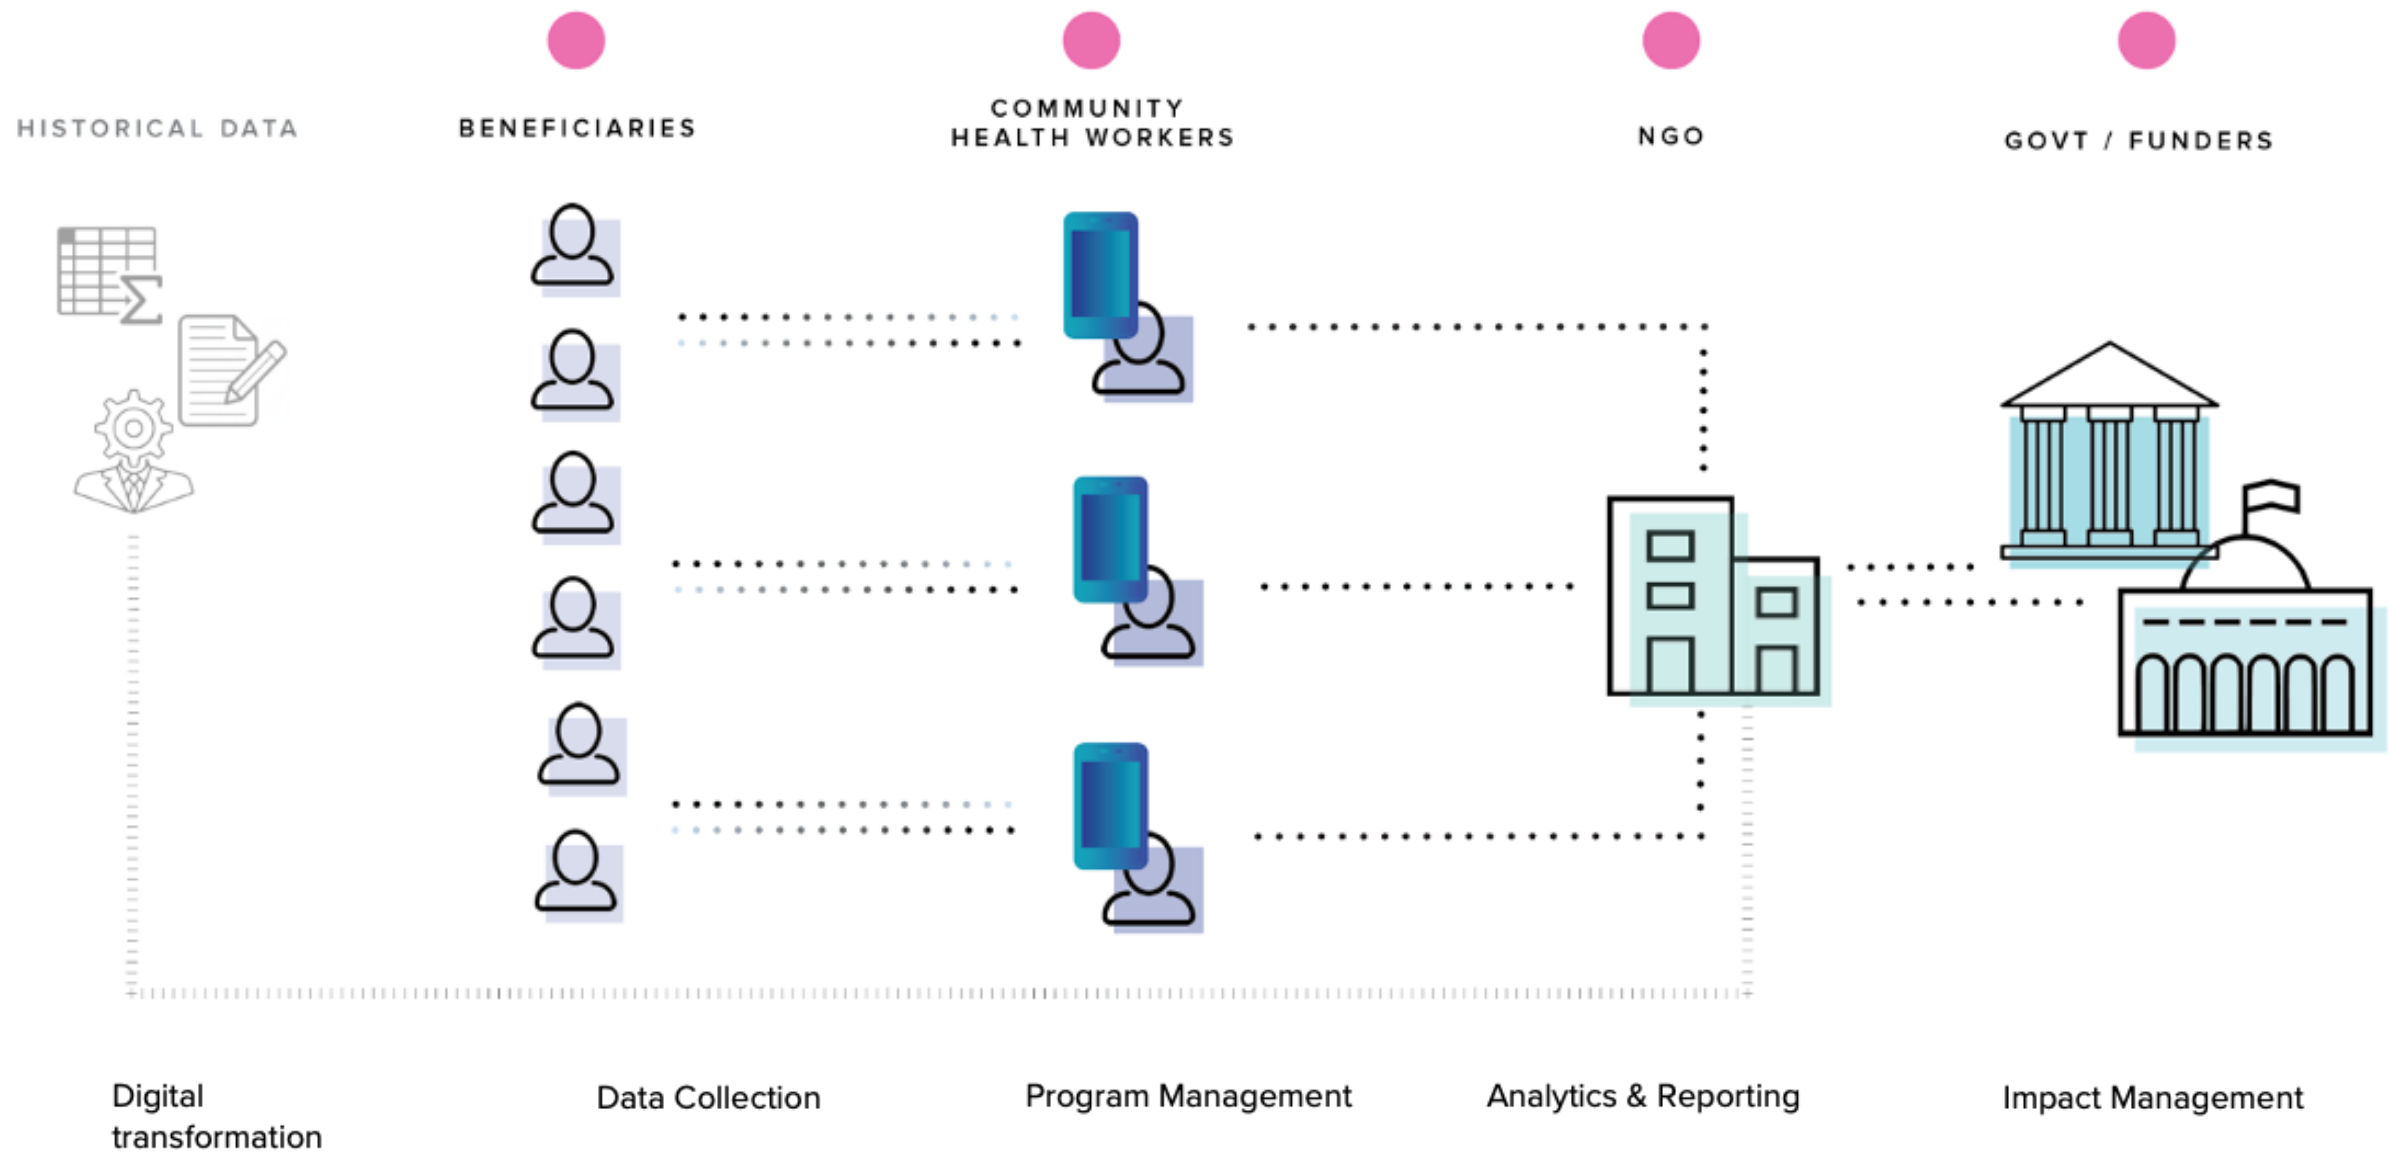 HISTORICAL DATA
BENEFICIARIES
COMMUNITY
HEALTH WORKERS
NGO
GOVT / FUNDERS
Digital
transformation
Data Collection
Program Management
Analytics & Reporting
Impact Management